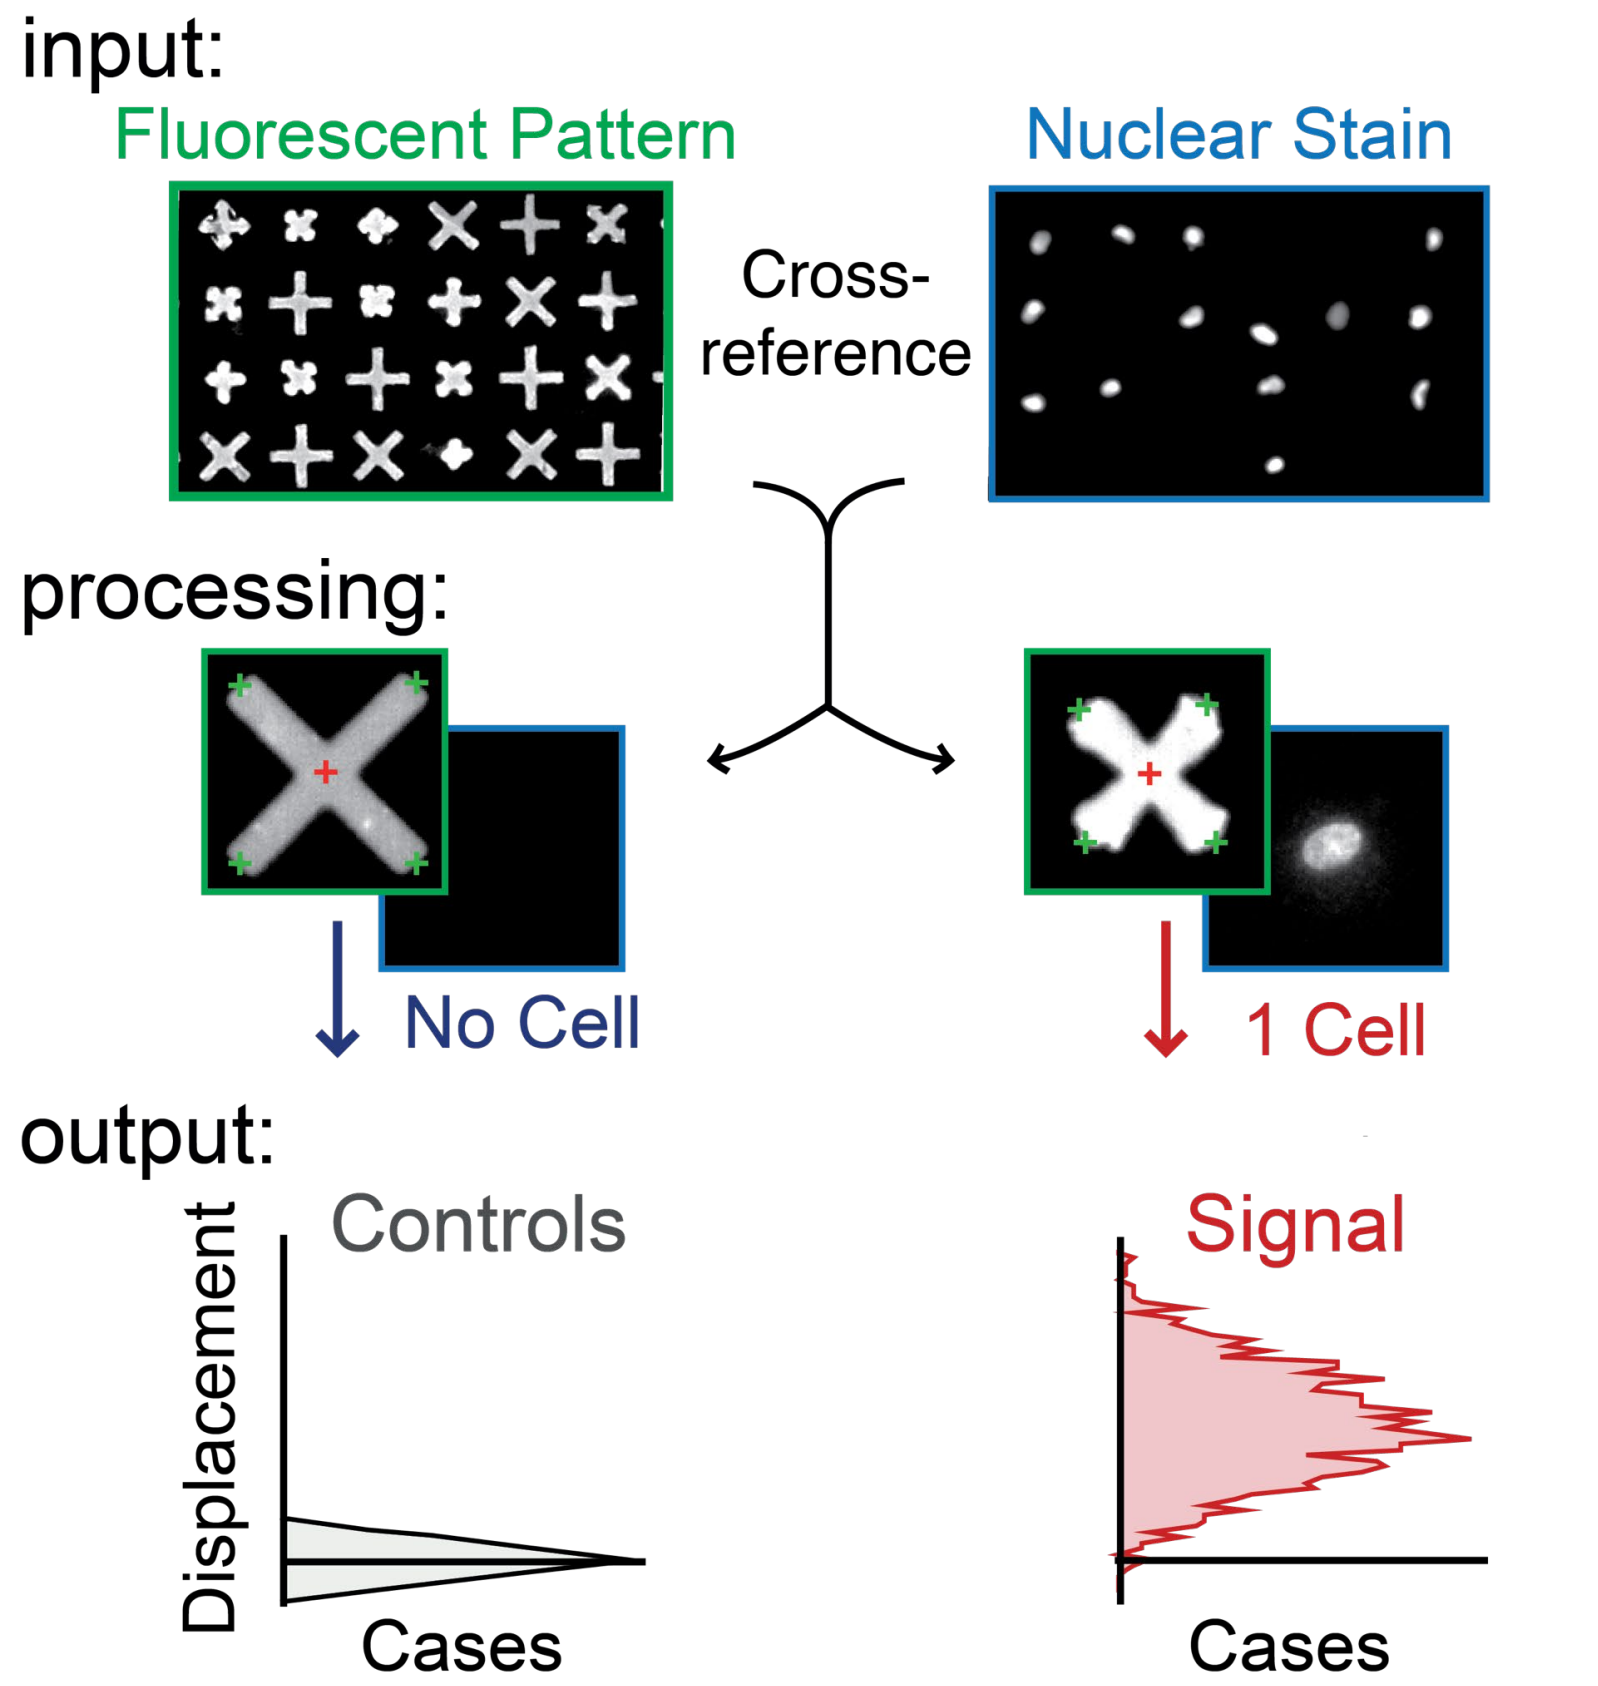 input:
Fluorescent Pattern
Nuclear Stain
Cross-
reference
processing:
No Cell
1 Cell
output:
Controls
Signal
Displacement
Cases
Cases